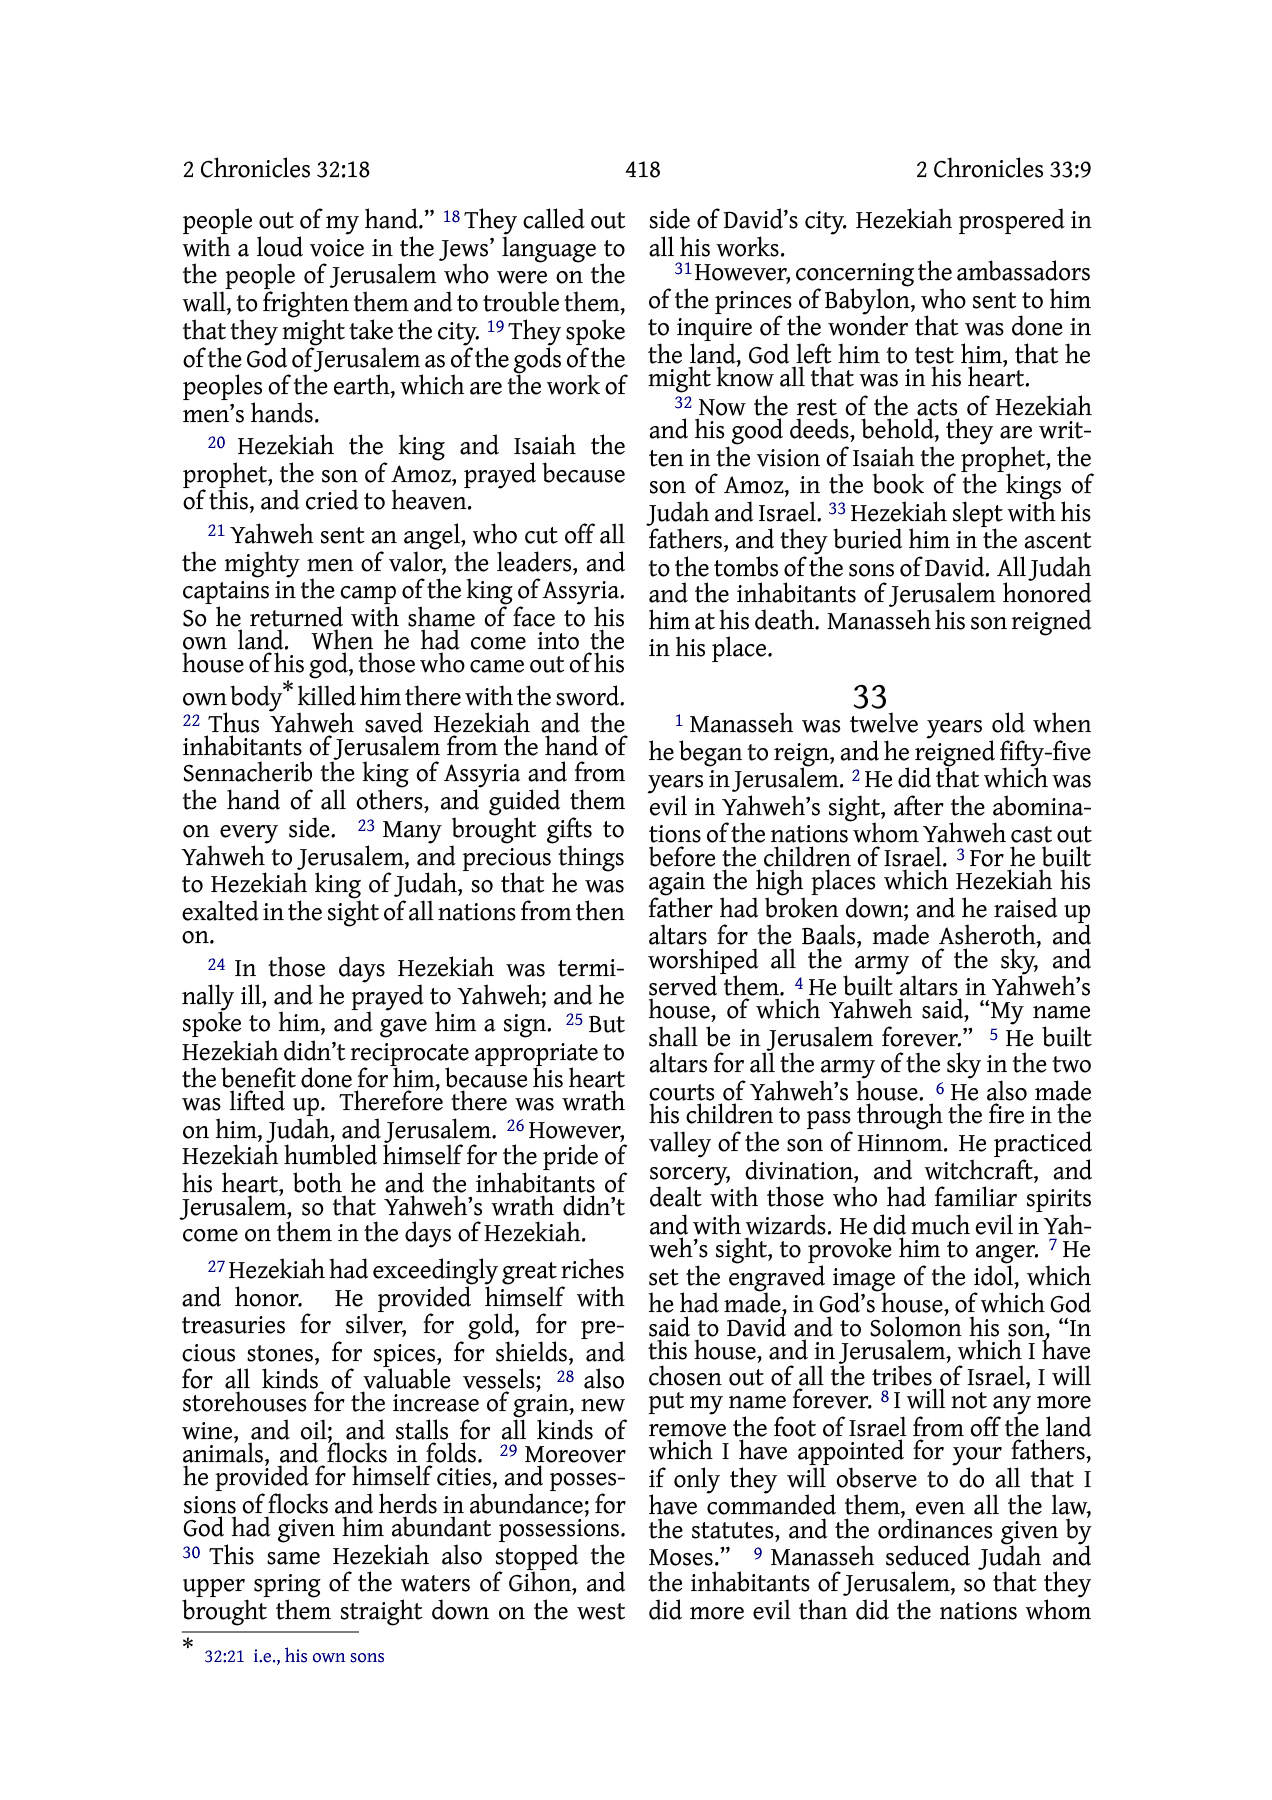 2 Chronicles 32:18 418 2 Chronicles 33:9
people out of my hand.” 18 They called out
with a loud voice in the Jews’ language to
the people of Jerusalem who were on the
wall, to frighten them and to trouble them,
that they might take the city. 19 They spoke
of the God of Jerusalem as of the gods of the
peoples of the earth, which are the work of
men’s hands.
20 Hezekiah the king and Isaiah the
prophet, the son of Amoz, prayed because
of this, and cried to heaven.
21 Yahweh sent an angel, who cut off all
the mighty men of valor, the leaders, and
captains in the camp of the king of Assyria.
So he returned with shame of face to his
own land. When he had come into the
house of his god, those who came out of his
own body* killed him there with the sword.
22 Thus Yahweh saved Hezekiah and the
inhabitants of Jerusalem from the hand of
Sennacherib the king of Assyria and from
the hand of all others, and guided them
on every side. 23 Many brought gifts to
Yahweh to Jerusalem, and precious things
to Hezekiah king of Judah, so that he was
exalted in the sight of all nations from then
on.
24 In those days Hezekiah was termi-
nally ill, and he prayed to Yahweh; and he
spoke to him, and gave him a sign. 25 But
Hezekiah didn’t reciprocate appropriate to
the benefit done for him, because his heart
was lifted up. Therefore there was wrath
on him, Judah, and Jerusalem. 26 However,
Hezekiah humbled himself for the pride of
his heart, both he and the inhabitants of
Jerusalem, so that Yahweh’s wrath didn’t
come on them in the days of Hezekiah.
27 Hezekiah had exceedingly great riches
and honor. He provided himself with
treasuries for silver, for gold, for pre-
cious stones, for spices, for shields, and
for all kinds of valuable vessels; 28 also
storehouses for the increase of grain, new
wine, and oil; and stalls for all kinds of
animals, and flocks in folds. 29 Moreover
he provided for himself cities, and posses-
sions of flocks and herds in abundance; for
God had given him abundant possessions.
30 This same Hezekiah also stopped the
upper spring of the waters of Gihon, and
brought them straight down on the west
* 32:21 i.e., his own sons
side of David’s city. Hezekiah prospered in
all his works.
31 However, concerning the ambassadors
of the princes of Babylon, who sent to him
to inquire of the wonder that was done in
the land, God left him to test him, that he
might know all that was in his heart.
32 Now the rest of the acts of Hezekiah
and his good deeds, behold, they are writ-
ten in the vision of Isaiah the prophet, the
son of Amoz, in the book of the kings of
Judah and Israel. 33 Hezekiah slept with his
fathers, and they buried him in the ascent
to the tombs of the sons of David. All Judah
and the inhabitants of Jerusalem honored
him at his death. Manasseh his son reigned
in his place.
33
1 Manasseh was twelve years old when
he began to reign, and he reigned fifty-five
years in Jerusalem. 2 He did that which was
evil in Yahweh’s sight, after the abomina-
tions of the nations whom Yahweh cast out
before the children of Israel. 3 For he built
again the high places which Hezekiah his
father had broken down; and he raised up
altars for the Baals, made Asheroth, and
worshiped all the army of the sky, and
served them. 4 He built altars in Yahweh’s
house, of which Yahweh said, “My name
shall be in Jerusalem forever.” 5 He built
altars for all the army of the sky in the two
courts of Yahweh’s house. 6 He also made
his children to pass through the fire in the
valley of the son of Hinnom. He practiced
sorcery, divination, and witchcraft, and
dealt with those who had familiar spirits
and with wizards. He did much evil in Yah-
weh’s sight, to provoke him to anger. 7 He
set the engraved image of the idol, which
he had made, in God’s house, of which God
said to David and to Solomon his son, “In
this house, and in Jerusalem, which I have
chosen out of all the tribes of Israel, I will
put my name forever. 8 I will not any more
remove the foot of Israel from off the land
which I have appointed for your fathers,
if only they will observe to do all that I
have commanded them, even all the law,
the statutes, and the ordinances given by
Moses.” 9 Manasseh seduced Judah and
the inhabitants of Jerusalem, so that they
did more evil than did the nations whom